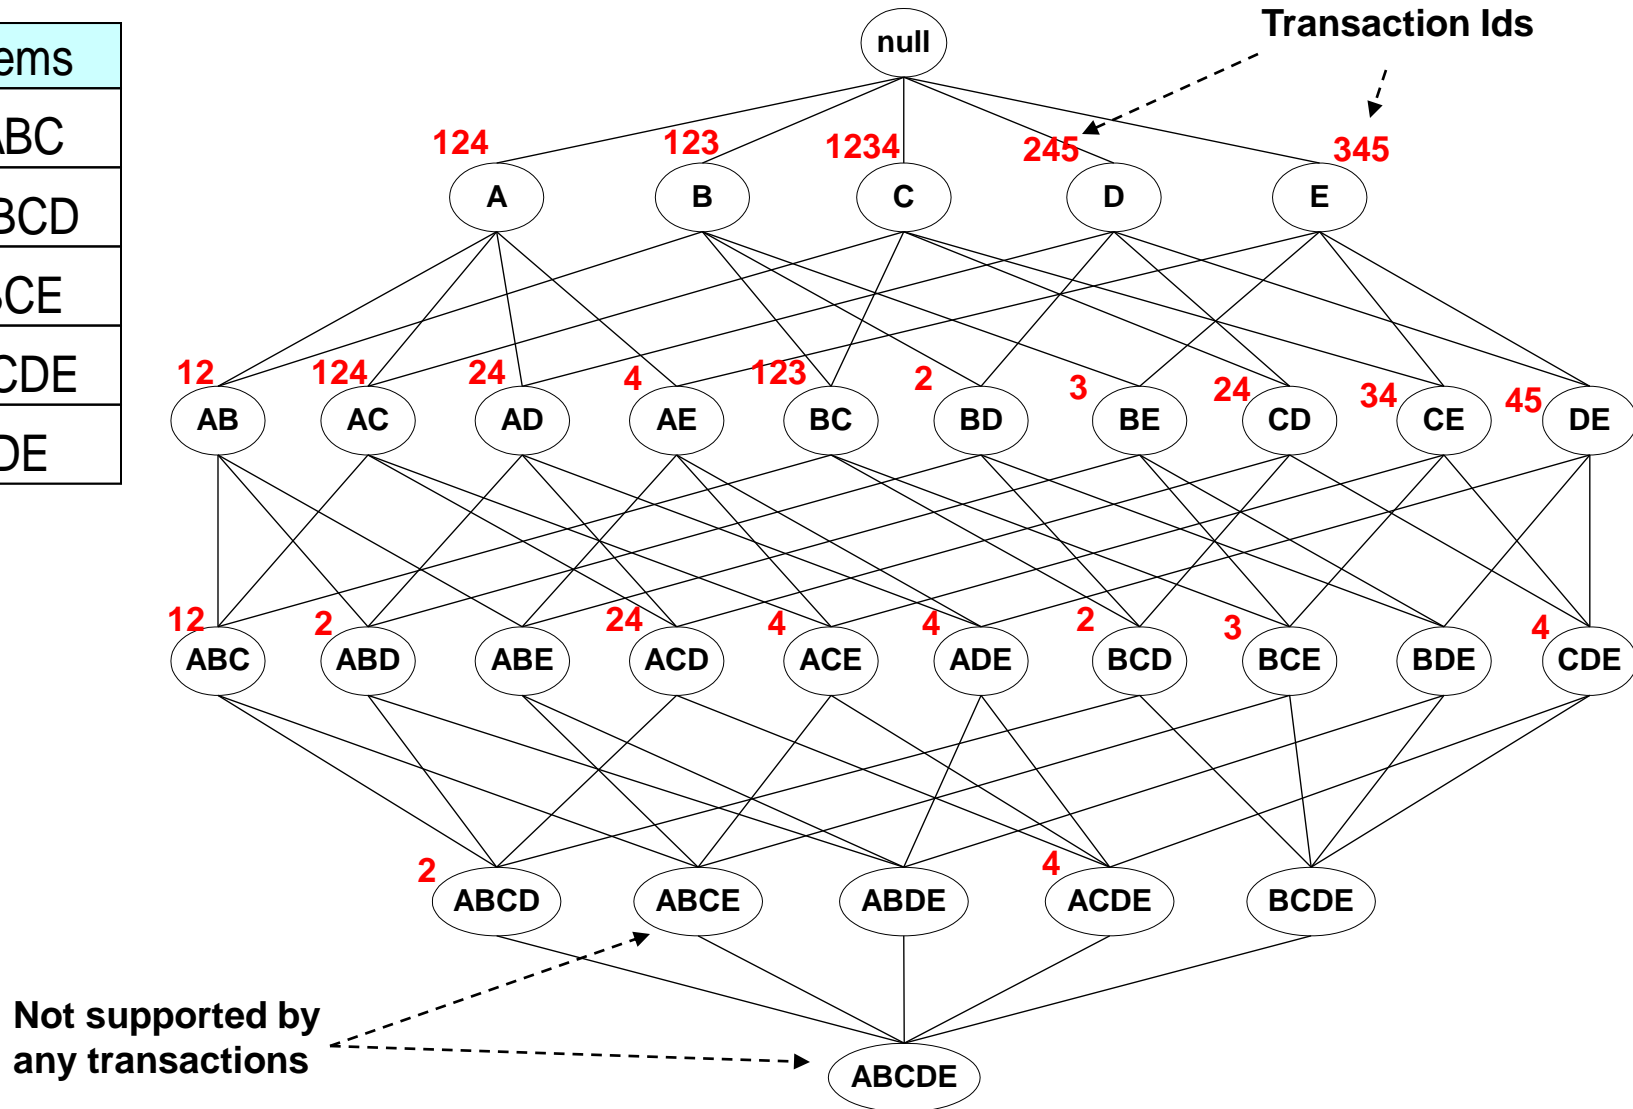 ems
ABC
BCD
BCE
CDE
DE
Transaction Ids
null
124 123 1234 245 345
A B C D E
12 124 24 4 123 2 3 24 34 45
AB AC AD AE BC BD BE CD CE DE
12 2 24 4 4 2 3 4
ABC ABD ABE ACD ACE ADE BCD BCE BDE CDE
2 4
ABCD ABCE ABDE ACDE BCDE
Not supported by
any transactions
ABCDE